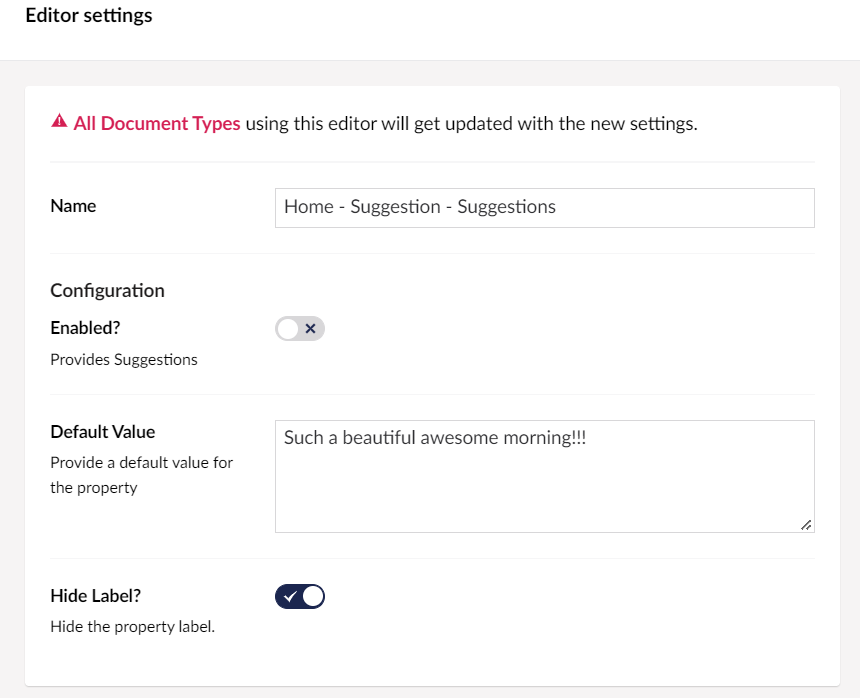 Editor settings
All Document Types using this editor will get updated with the new settings.
Name
Home - Suggestion - Suggestions
Configuration
Enabled?
Provides Suggestions
Default Value
Provide a default value for
the property
Such a beautiful awesome morning!!!
Hide Label?
Hide the property label.